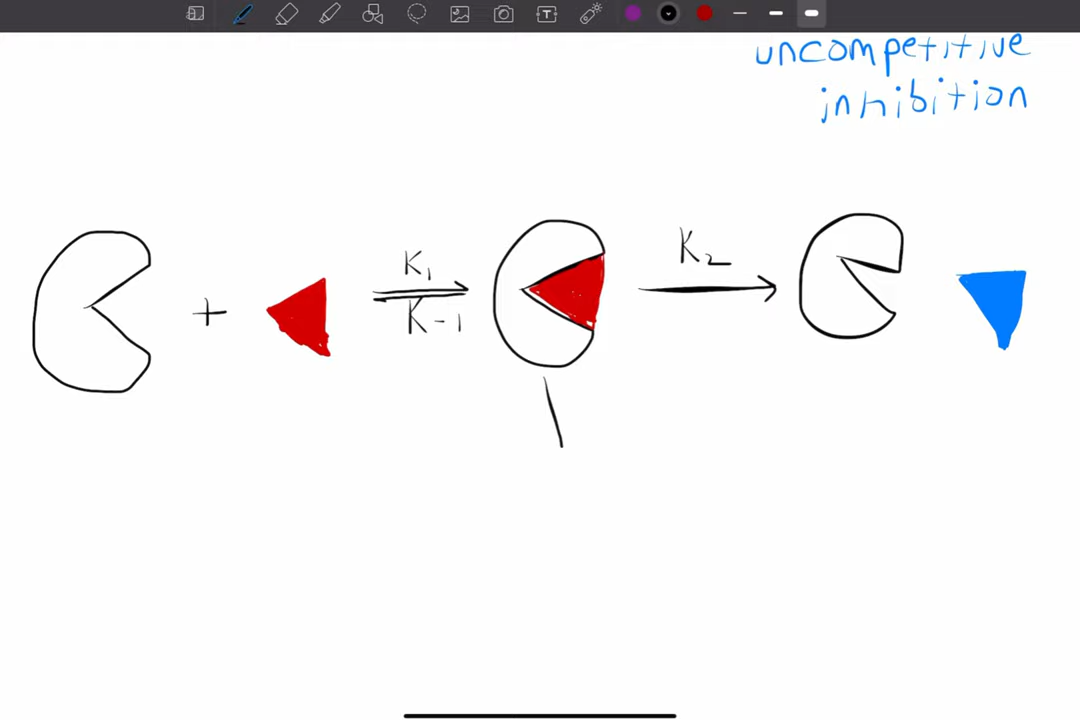 uncompetitive
inhibition
K₁
K₂
+
K-1